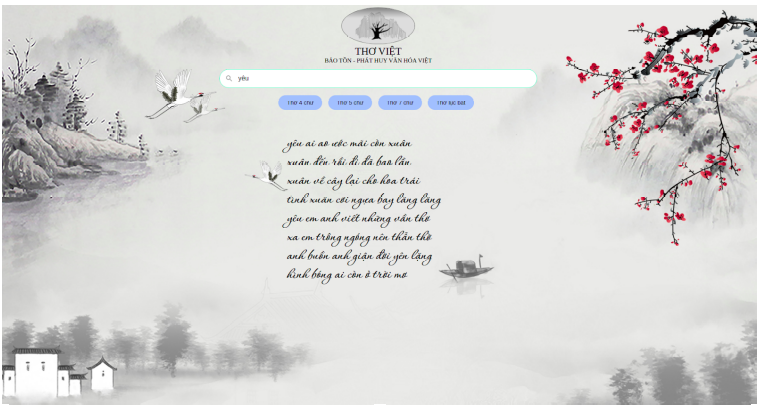 THƠ VIỆT
BẢO TỒN - PHÁT HUY VĂN HÓA VIỆT
yêu
Thơ 4 chữ
Thơ 5 chữ
Thơ 7 chữ
Thơ lục bát
yêu ai ao ước mãi còn xuân
xuân đến rồi đi đã bao lần
xuân về cây lại cho hoa trái
tình xuân cơi ngựa bay lâng lâng
yêu em anh viết những vần thơ
xa em trông ngóng nên thẫn thờ
anh buồn anh giận đời yên lặng
hình bóng ai còn ở trời mơ